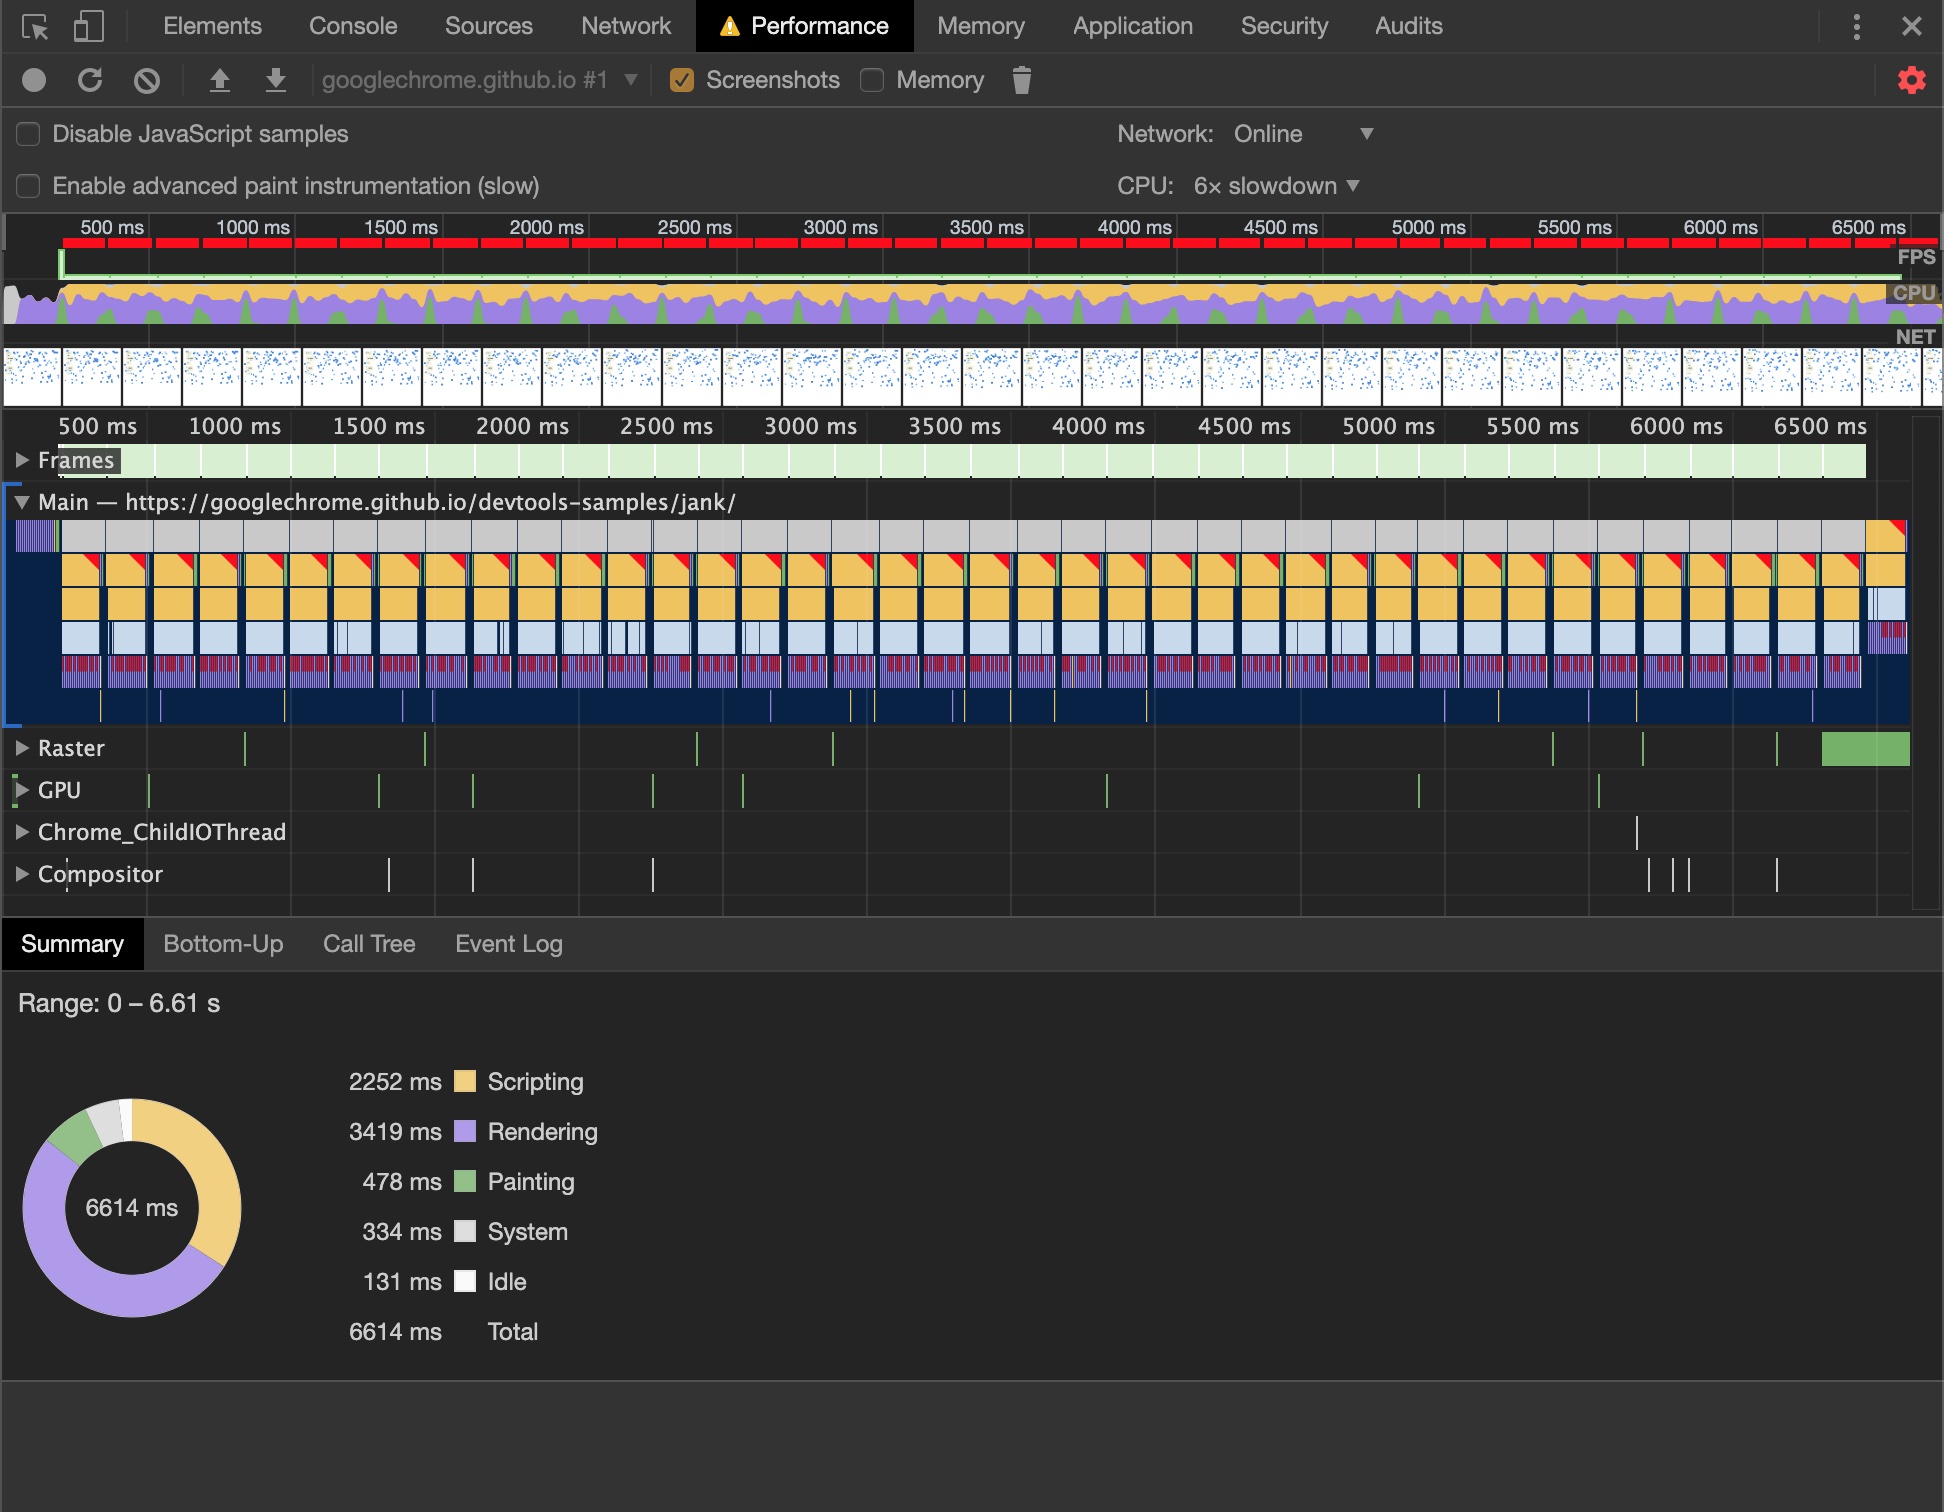 Elements Console Sources Network Performance Memory Application Security Audits
googlechrome.github.io #1 Screenshots Memory
Disable JavaScript samples Network: Online
Enable advanced paint instrumentation (slow) CPU: 6× slowdown
500 ms 1000 ms 1500 ms 2000 ms 2500 ms 3000 ms 3500 ms 4000 ms 4500 ms 5000 ms 5500 ms 6000 ms 6500 ms
FPS
CPU
NET
500 ms 1000 ms 1500 ms 2000 ms 2500 ms 3000 ms 3500 ms 4000 ms 4500 ms 5000 ms 5500 ms 6000 ms 6500 ms
Frames
Main — https://googlechrome.github.io/devtools-samples/jank/
Raster
GPU
Chrome_ChildIOThread
Compositor
Summary Bottom-Up Call Tree Event Log
Range: 0 – 6.61 s
2252 ms Scripting
3419 ms Rendering
478 ms Painting
6614 ms
334 ms System
131 ms Idle
6614 ms Total